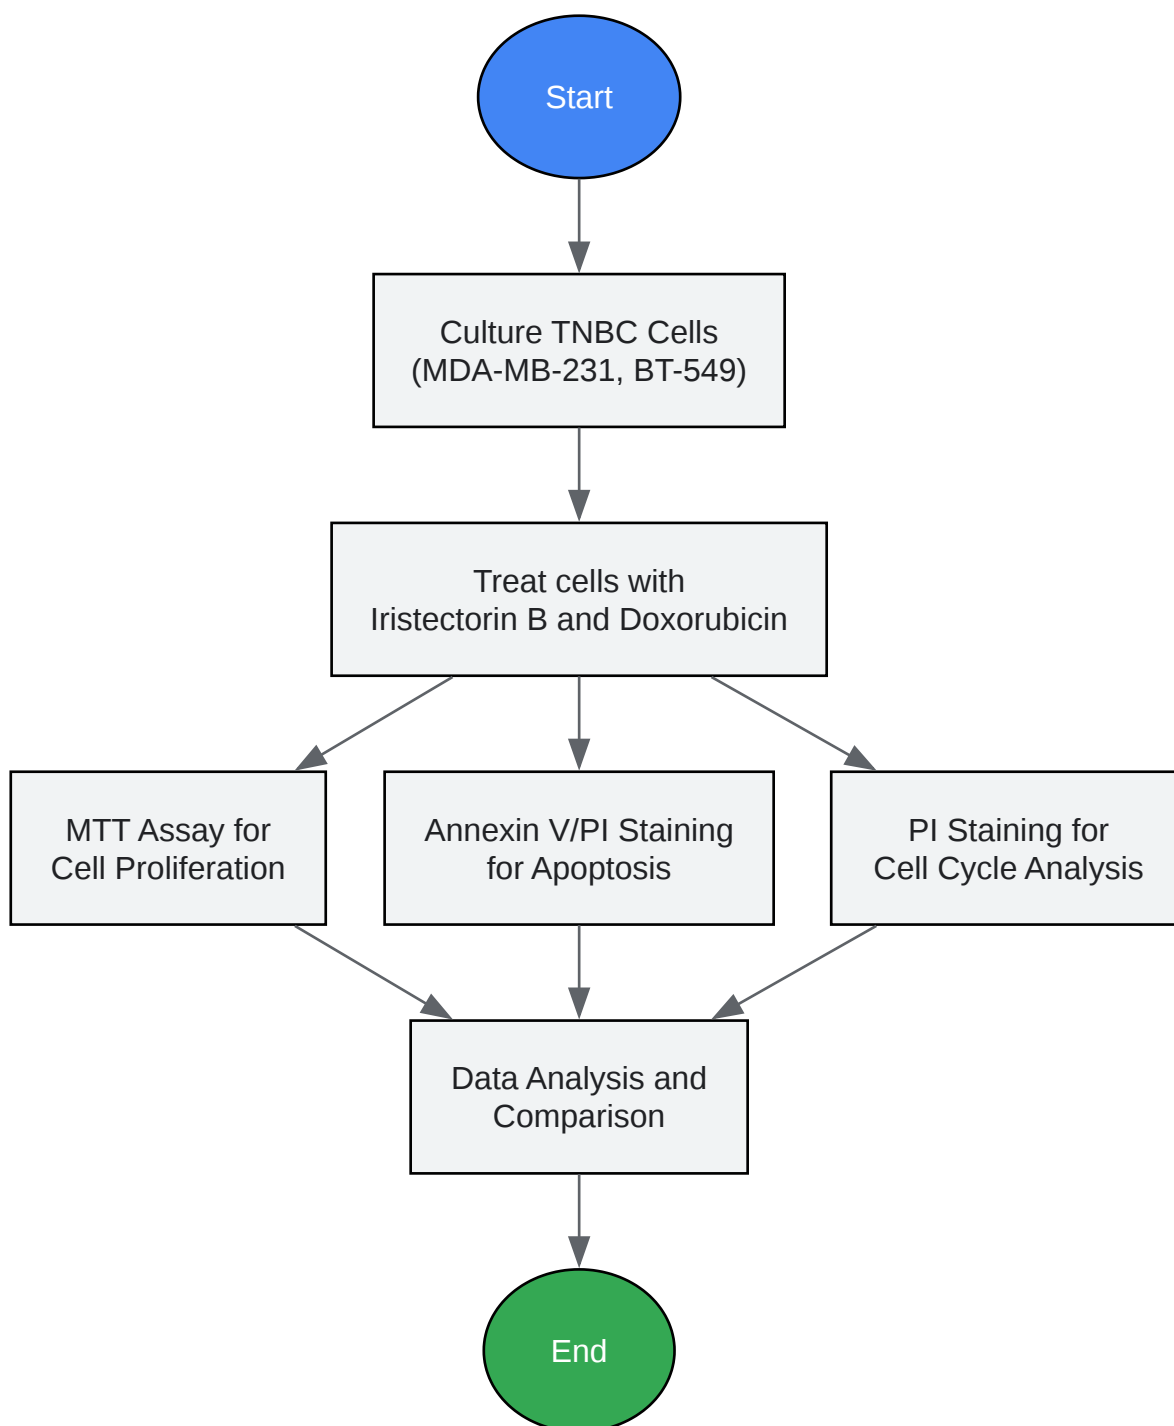 Start
Culture TNBC Cells
(MDA-MB-231, BT-549)
Treat cells with
Iristectorin B and Doxorubicin
MTT Assay for
Cell Proliferation
Annexin V/PI Staining
for Apoptosis
PI Staining for
Cell Cycle Analysis
Data Analysis and
Comparison
End